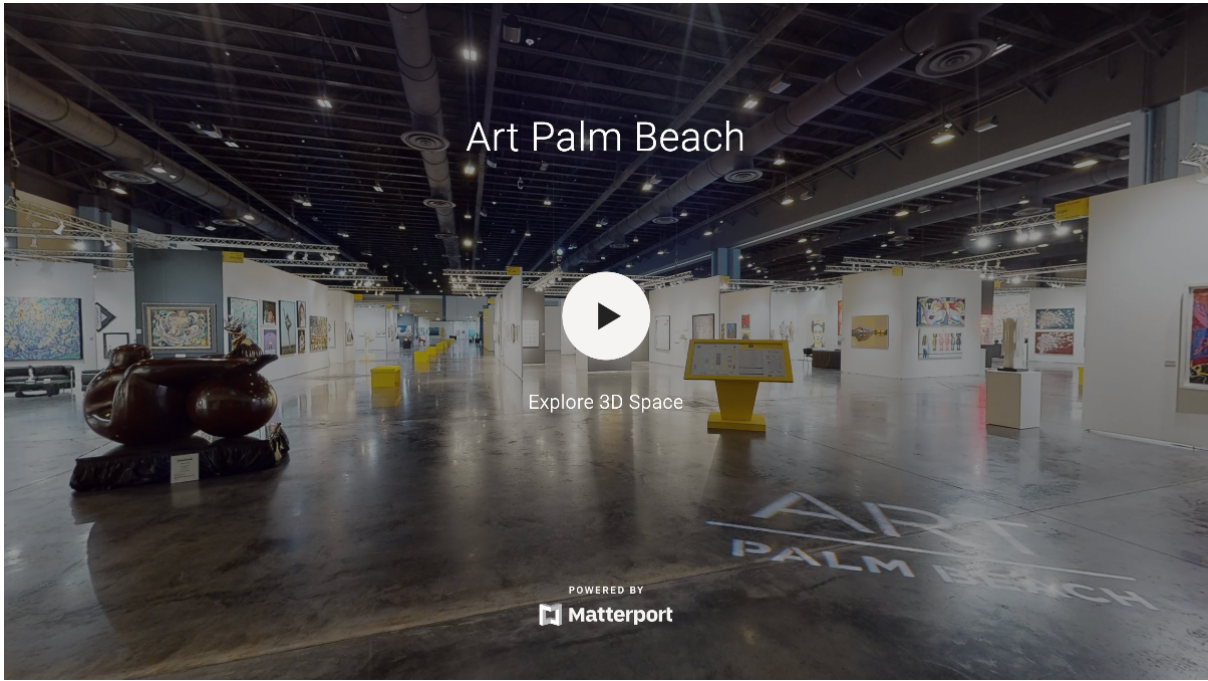 Art Palm Beach
Explore 3D Space
ART
PALM BEACH
POWERED BY
Matterport